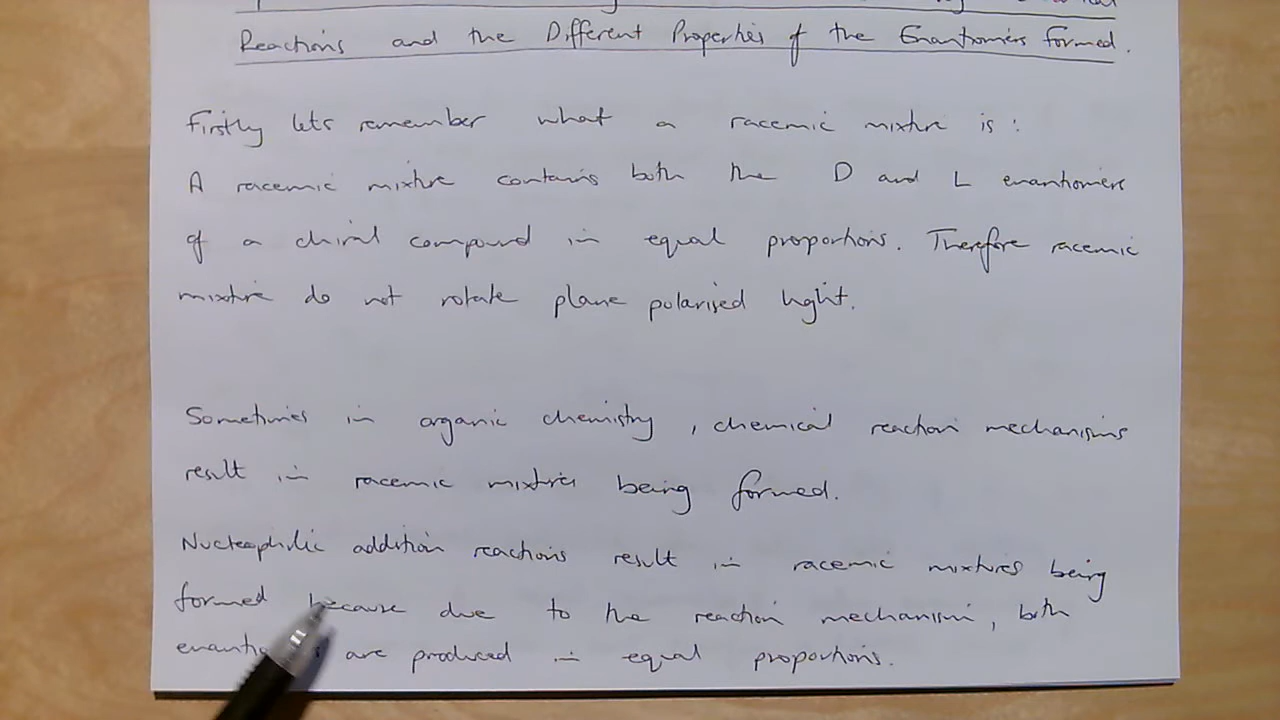 Reactions and the Different Properties of the Enantiomers formed.
Firstly lets remember what a racemic mixture is :
A racemic mixture contains both the D and L enantiomers
of a chiral compound in equal proportions. Therefore racemic
mixture do not rotate plane polarised light.
Sometimes in organic chemistry , chemical reaction mechanisms
result in racemic mixtures being formed.
Nucleophilic addition reactions result in racemic mixtures being
formed because due to the reaction mechanism, both
are produced in equal proportions.